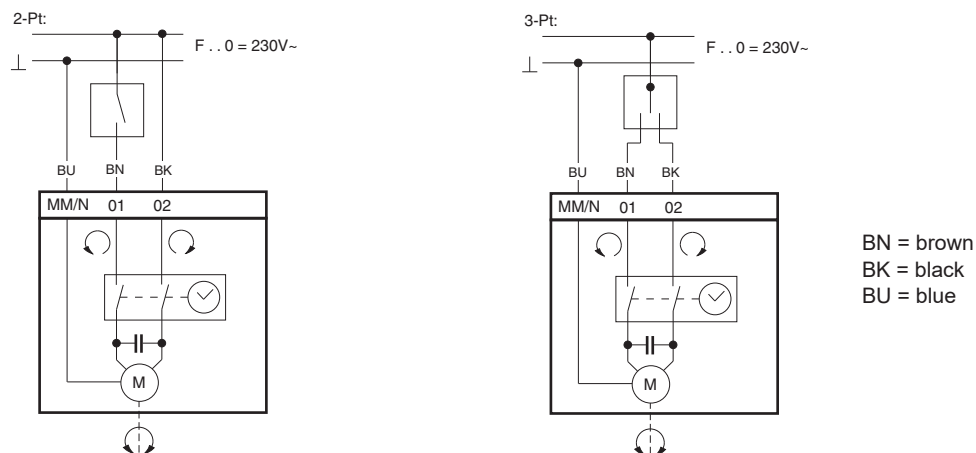 2-Pt:
F . . 0 = 230V~
BU BN BK
MM/N 01 02
M
3-Pt:
F . . 0 = 230V~
BU BN BK
MM/N 01 02
M
BN = brown
BK = black
BU = blue